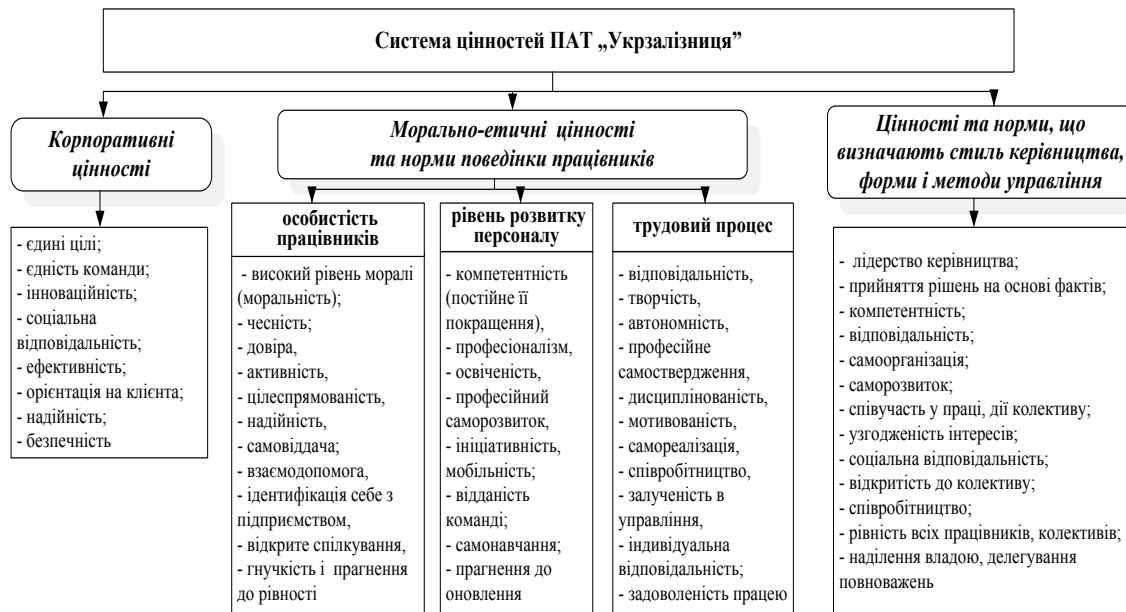 Система цінностей ПАТ „Укрзалізниця”
Корпоративні
цінності
- єдині цілі;
- єдність команди;
- інноваційність;
- соціальна
відповідальність;
- ефективність;
- орієнтація на клієнта;
- надійність;
- безпечність
Морально-етичні цінності
та норми поведінки працівників
особистість
працівників
- високий рівень моралі
(моральність);
- чесність;
- довіра,
- активність,
- цілеспрямованість,
- надійність,
- самовіддача;
- взаємодопомога,
- ідентифікація себе з
підприємством,
- відкрите спілкування,
- гнучкість і прагнення
до рівності
рівень розвитку
персоналу
- компетентність
(постійне її
покращення),
- професіоналізм,
- освіченість,
- професійний
саморозвиток,
- ініціативність,
мобільність;
- відданість
команді;
- самонавчання;
- прагнення до
оновлення
трудовий процес
- відповідальність,
- творчість,
- автономність,
- професійне
самоствердження,
- дисциплінованість,
- мотивованість,
- самореалізація,
- співробітництво,
- залученість в
управління,
- індивідуальна
відповідальність;
- задоволеність працею
Цінності та норми, що
визначають стиль керівництва,
форми і методи управління
- лідерство керівництва;
- прийняття рішень на основі фактів;
- компетентність;
- відповідальність;
- самоорганізація;
- саморозвиток;
- співучасть у праці, дії колективу;
- узгодженість інтересів;
- соціальна відповідальність;
- відкритість до колективу;
- співробітництво;
- рівність всіх працівників, колективів;
- наділення владою, делегування
повноважень